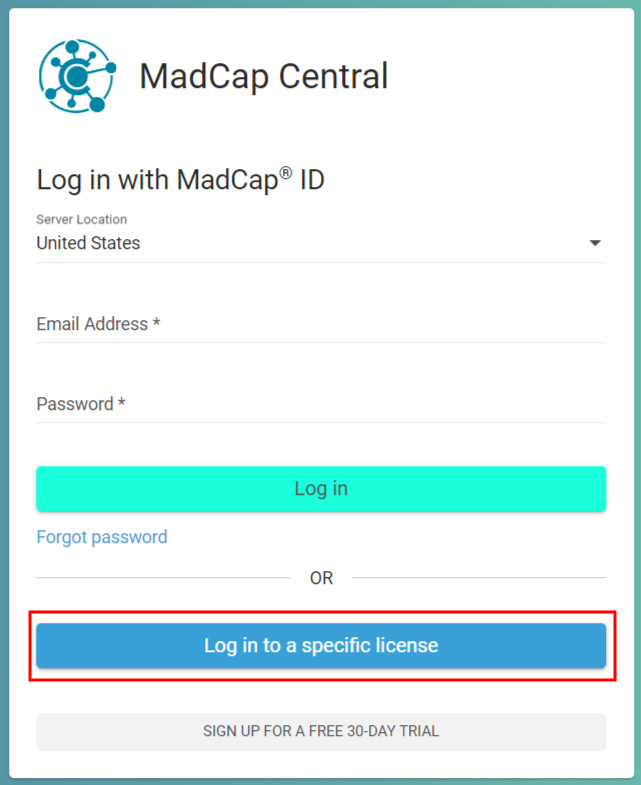 MadCap Central
Log in with MadCap® ID
Server Location
United States
Email Address *
Password *
Log in
Forgot password
OR
Log in to a specific license
SIGN UP FOR A FREE 30-DAY TRIAL